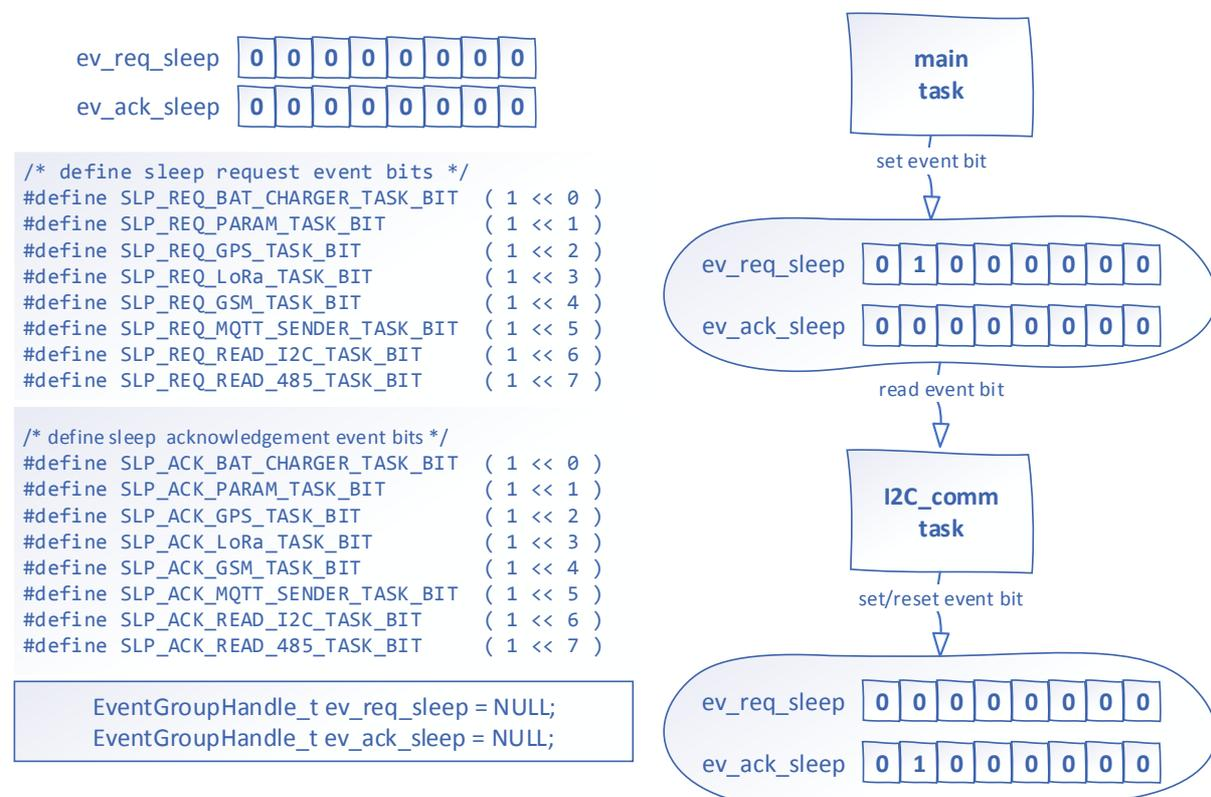 ev_req_sleep 0 0 0 0 0 0 0 0
ev_ack_sleep 0 0 0 0 0 0 0 0
/* define sleep request event bits */
#define SLP_REQ_BAT_CHARGER_TASK_BIT ( 1 << 0 )
#define SLP_REQ_PARAM_TASK_BIT ( 1 << 1 )
#define SLP_REQ_GPS_TASK_BIT ( 1 << 2 )
#define SLP_REQ_LoRa_TASK_BIT ( 1 << 3 )
#define SLP_REQ_GSM_TASK_BIT ( 1 << 4 )
#define SLP_REQ_MQTT_SENDER_TASK_BIT ( 1 << 5 )
#define SLP_REQ_READ_I2C_TASK_BIT ( 1 << 6 )
#define SLP_REQ_READ_485_TASK_BIT ( 1 << 7 )
/* define sleep acknowledgement event bits */
#define SLP_ACK_BAT_CHARGER_TASK_BIT ( 1 << 0 )
#define SLP_ACK_PARAM_TASK_BIT ( 1 << 1 )
#define SLP_ACK_GPS_TASK_BIT ( 1 << 2 )
#define SLP_ACK_LoRa_TASK_BIT ( 1 << 3 )
#define SLP_ACK_GSM_TASK_BIT ( 1 << 4 )
#define SLP_ACK_MQTT_SENDER_TASK_BIT ( 1 << 5 )
#define SLP_ACK_READ_I2C_TASK_BIT ( 1 << 6 )
#define SLP_ACK_READ_485_TASK_BIT ( 1 << 7 )
EventGroupHandle_t ev_req_sleep = NULL;
EventGroupHandle_t ev_ack_sleep = NULL;
main
task
set event bit
ev_req_sleep 0 1 0 0 0 0 0 0
ev_ack_sleep 0 0 0 0 0 0 0 0
read event bit
I2C_comm
task
set/reset event bit
ev_req_sleep 0 0 0 0 0 0 0 0
ev_ack_sleep 0 1 0 0 0 0 0 0